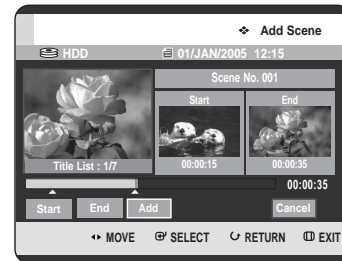 ❖ Add Scene
HDD 01/JAN/2005 12:15
Scene No. 001
Start End
Title List : 1/7 00:00:15 00:00:35
00:00:35
Start End Add Cancel
MOVE SELECT RETURN EXIT